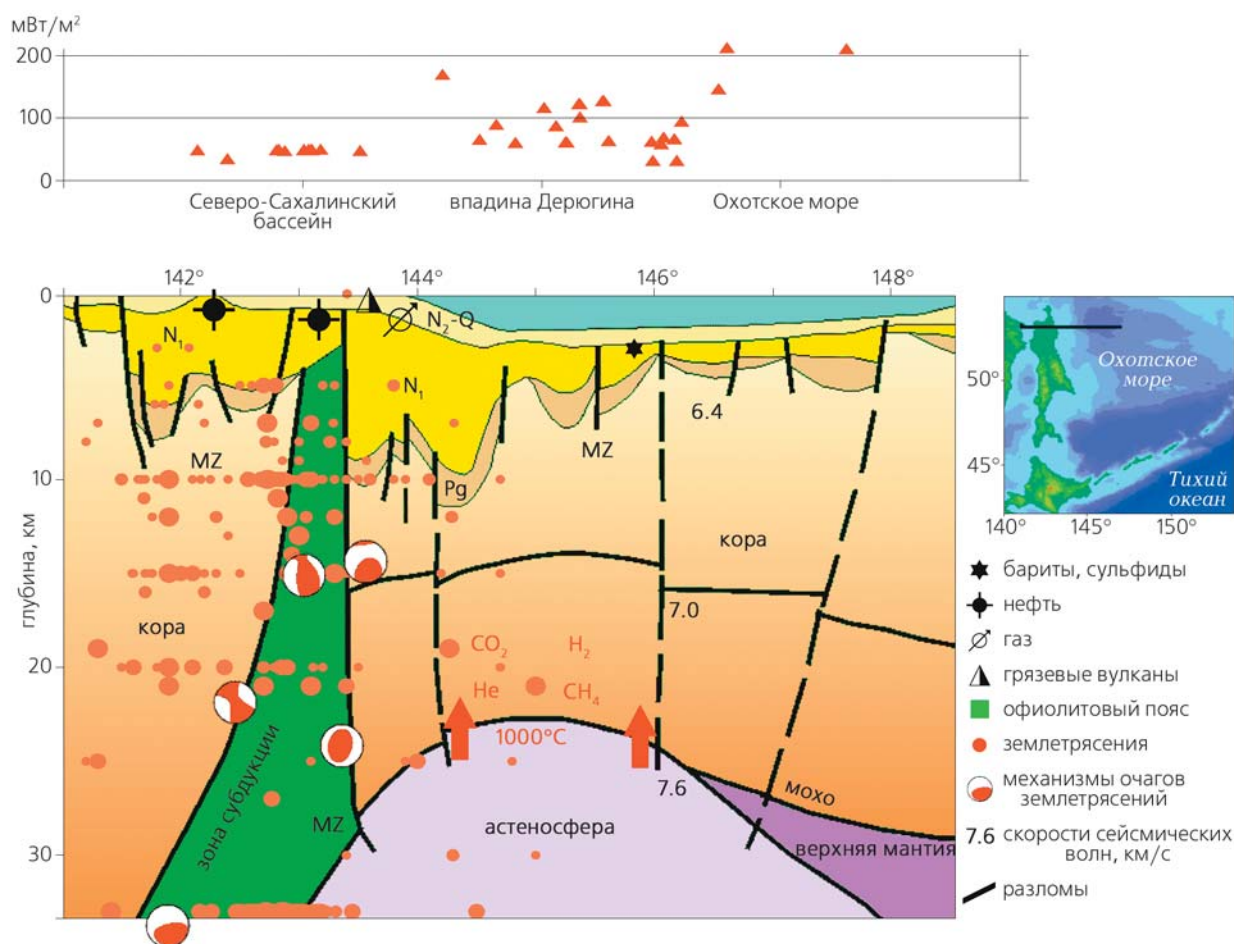 мВт/м²
200
100
0
Северо-Сахалинский
бассейн
впадина Дерюгина
Охотское море
142°
144°
146°
148°
0
10
20
30
глубина, км
N₁
N₂-Q
N₁
MZ
Pg
MZ
6.4
кора
кора
7.0
CO₂
H₂
He
CH₄
1000°C
7.6
мохо
зона субдукции
MZ
астеносфера
верхняя мантия
50°
45°
Охотское
море
Тихий
океан
140°
145°
150°
бариты, сульфиды
нефть
газ
грязевые вулканы
офиолитовый пояс
землетрясения
механизмы очагов
землетрясений
7.6 скорости сейсмических
волн, км/с
разломы